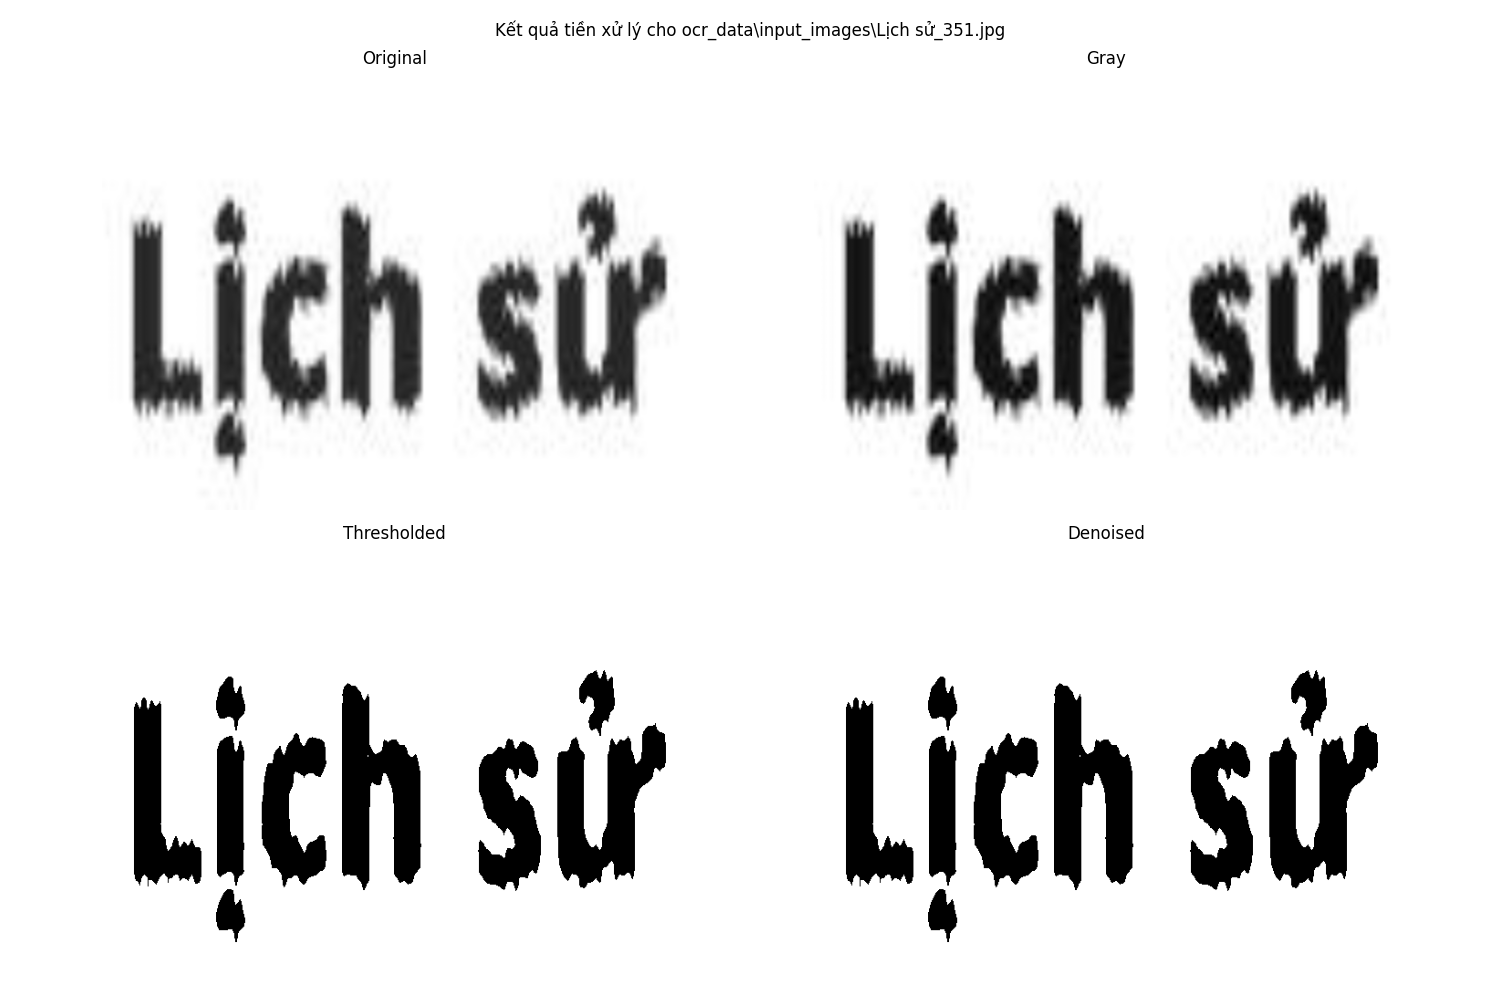 Kết quả tiền xử lý cho ocr_data\input_images\Lịch sử_351.jpg
Original
Gray
Lịch sử
Lịch sử
Thresholded
Denoised
Lịch sử
Lịch sử